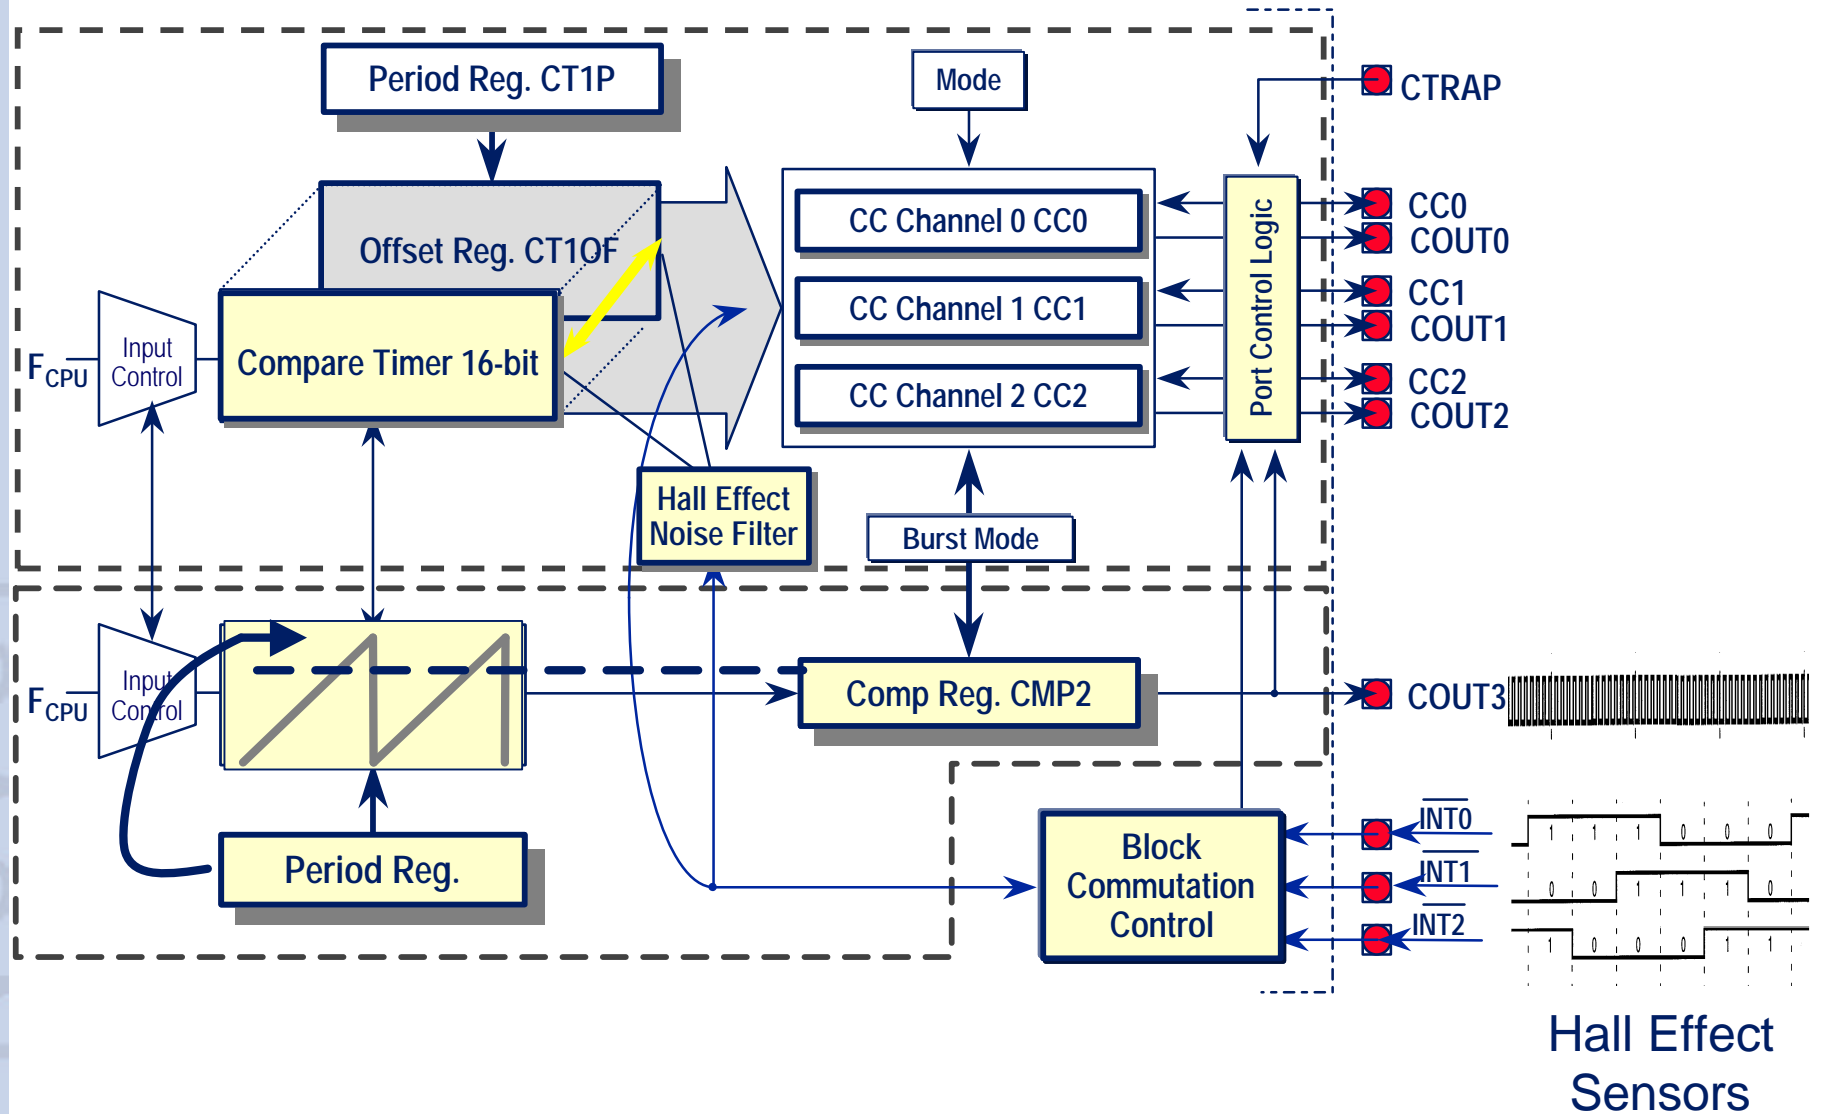 Period Reg. CT1P
Mode
CTRAP
Offset Reg. CT1OF
CC Channel 0 CC0
CC Channel 1 CC1
CC Channel 2 CC2
Port Control Logic
CC0
COUT0
CC1
COUT1
CC2
COUT2
FCPU
Input
Control
Compare Timer 16-bit
Hall Effect
Noise Filter
Burst Mode
FCPU
Input
Control
Comp Reg. CMP2
COUT3
Period Reg.
Block
Commutation
Control
INT0
INT1
INT2
1 1 1 0 0 0
0 0 1 1 1 0
1 0 0 0 1 1
Hall Effect
Sensors